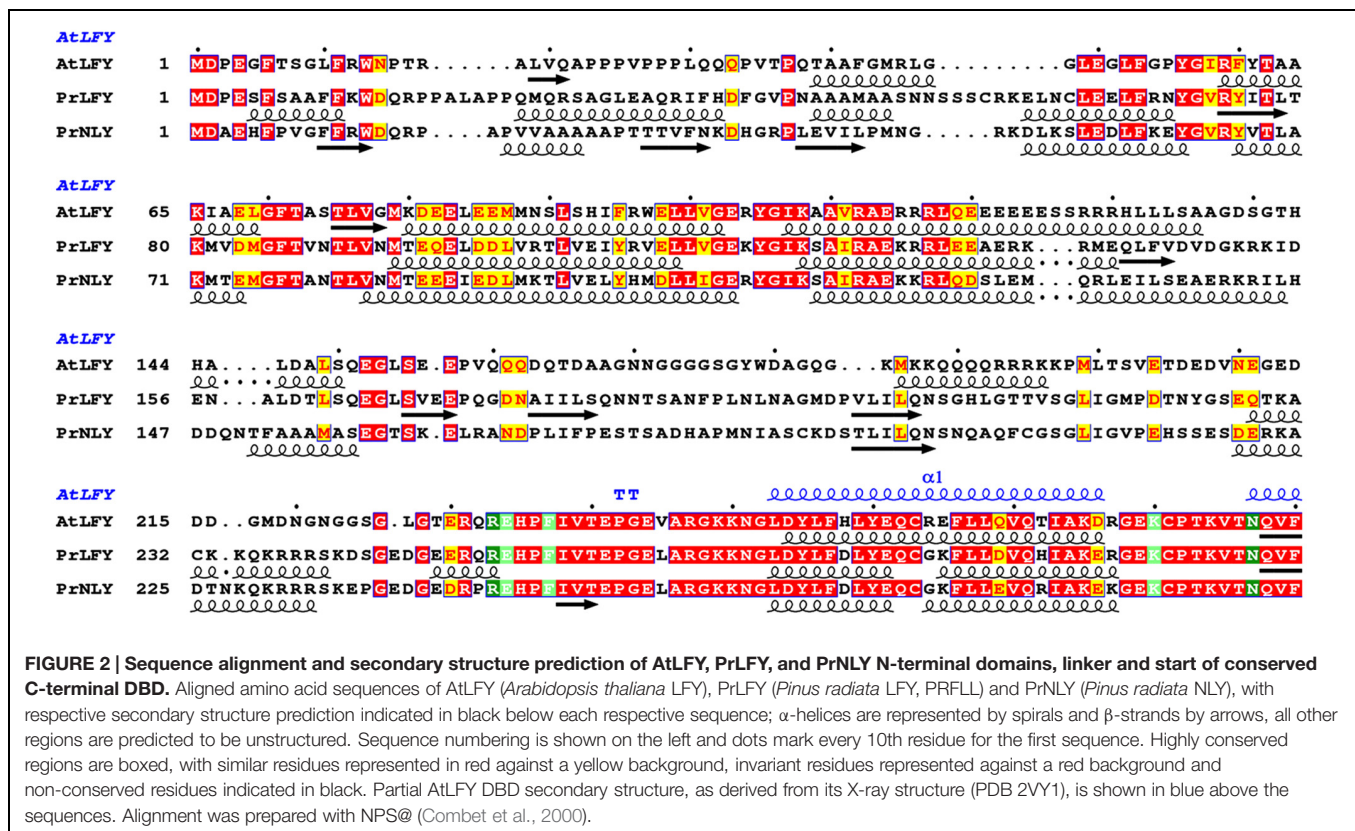 AtLFY
AtLFY 1 MDPEGFTSGLFRWNPTR......ALVQAPPPVPPPLQQQPVTPQTAAFGMRLG.........GLEGLFGPYGIRFYTAA
PrLFY 1 MDPESFSAAFFKWDQRPPALAPPQMQRSAGLEAQRIFHDFGVPNAAAMAASNNSSSCRKELNCLEELFRNYGVRYITLT
PrNLY 1 MDAEHFPVGFFRWDQRP....APVVAAAAAPTTTVFNKDHGRPLEVILPMNG.....RKDLKSLEDLFKEYGVRYVTLA
AtLFY
AtLFY 65 KIAELGFTASTLVGMKDEELEEMMNSLSHIFRWELLVGERYGIKAAVRAERRRLQEEEEEESSRRRHLLLSAAGDSGTH
PrLFY 80 KMVDMGFTVNTLVNMTEQELDDLVRTLVEIYRVELLVGEKYGIKSAIRAEKRRLEEAERK...RMEQLFVDVDGKRKID
PrNLY 71 KMTEMGFTANTLVNMTEEEIEDLMKTLVELYHMDLLIGERYGIKSAIRAEKKRLQDSLEM...QRLEILSEAERKRILH
AtLFY
AtLFY 144 HA....LDALSQEGLSE.EPVQQQDQTDAAGNNGGGGSGYWDAGQG...KMKKQQQQRRRKKPMLTSVETDEDVNEGED
PrLFY 156 EN...ALDTLSQEGLSVEEPQGDNAIILSQNNTSANFPLNLNAGMDPVLILQNSGHLGTTVSGLIGMPDTNYGSEQTKA
PrNLY 147 DDQNTFAAAMASEGTSK.ELRANDPLIFPESTSADHAPMNIASCKDSTLILQNSNQAQFCGSGLIGVPEHSSESDERKA
TT α1
AtLFY
AtLFY 215 DD..GMDNGNGGSG.LGTERQREHPFIVTEPGEVARGKKNGLDYLFHLYEQCREFLLQVQTIAKDRGEKCPTKVTNQVF
PrLFY 232 CK.KQKRRRSKDSGEDGEERQREHPFIVTEPGELARGKKNGLDYLFDLYEQCGKFLLDVQHIAKERGEKCPTKVTNQVF
PrNLY 225 DTNKQKRRRSKEPGEDGEDRPREHPFIVTEPGELARGKKNGLDYLFDLYEQCGKFLLEVQRIAKEKGEKCPTKVTNQVF
FIGURE 2 | Sequence alignment and secondary structure prediction of AtLFY, PrLFY, and PrNLY N-terminal domains, linker and start of conserved
C-terminal DBD. Aligned amino acid sequences of AtLFY (Arabidopsis thaliana LFY), PrLFY (Pinus radiata LFY, PRFLL) and PrNLY (Pinus radiata NLY), with
respective secondary structure prediction indicated in black below each respective sequence; α-helices are represented by spirals and β-strands by arrows, all other
regions are predicted to be unstructured. Sequence numbering is shown on the left and dots mark every 10th residue for the first sequence. Highly conserved
regions are boxed, with similar residues represented in red against a yellow background, invariant residues represented against a red background and
non-conserved residues indicated in black. Partial AtLFY DBD secondary structure, as derived from its X-ray structure (PDB 2VY1), is shown in blue above the
sequences. Alignment was prepared with NPS@ (Combet et al., 2000).